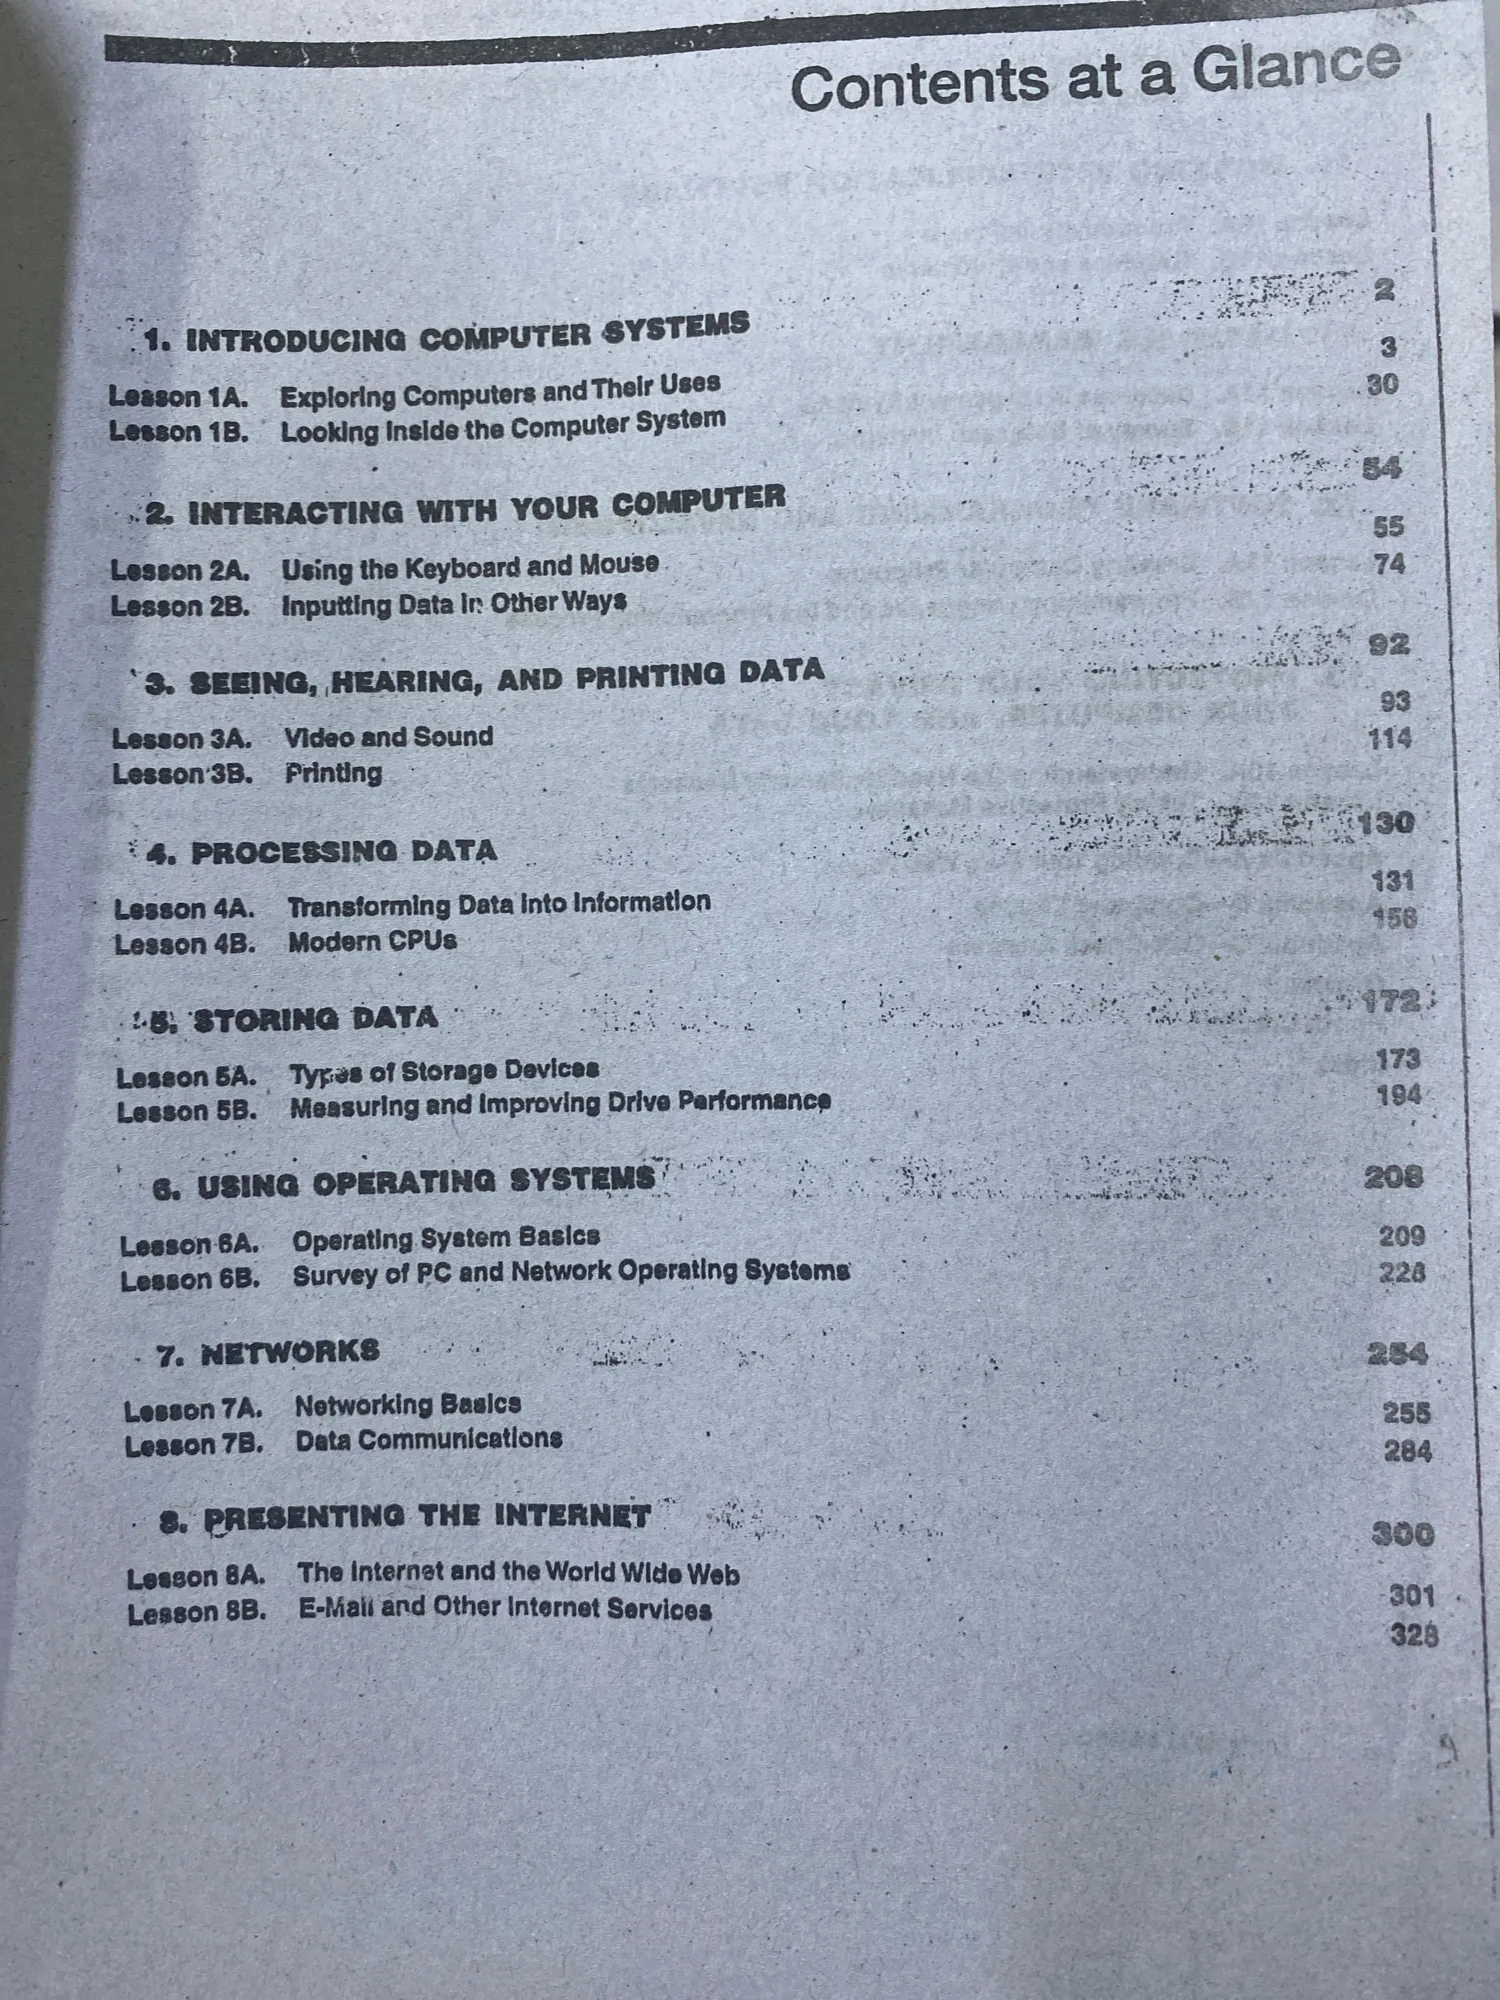 Contents at a Glance
1. INTRODUCING COMPUTER SYSTEMS 2
Lesson 1A. Exploring Computers and Their Uses 3
Lesson 1B. Looking Inside the Computer System 30
2. INTERACTING WITH YOUR COMPUTER 54
Lesson 2A. Using the Keyboard and Mouse 55
Lesson 2B. Inputting Data in Other Ways 74
3. SEEING, HEARING, AND PRINTING DATA 92
Lesson 3A. Video and Sound 93
Lesson 3B. Printing 114
4. PROCESSING DATA 130
Lesson 4A. Transforming Data into Information 131
Lesson 4B. Modern CPUs
5. STORING DATA 172
Lesson 5A. Types of Storage Devices 173
Lesson 5B. Measuring and Improving Drive Performance 194
6. USING OPERATING SYSTEMS 208
Lesson 6A. Operating System Basics 209
Lesson 6B. Survey of PC and Network Operating Systems
7. NETWORKS 254
Lesson 7A. Networking Basics 255
Lesson 7B. Data Communications 284
8. PRESENTING THE INTERNET 300
Lesson 8A. The Internet and the World Wide Web 301
Lesson 8B. E-Mail and Other Internet Services 328